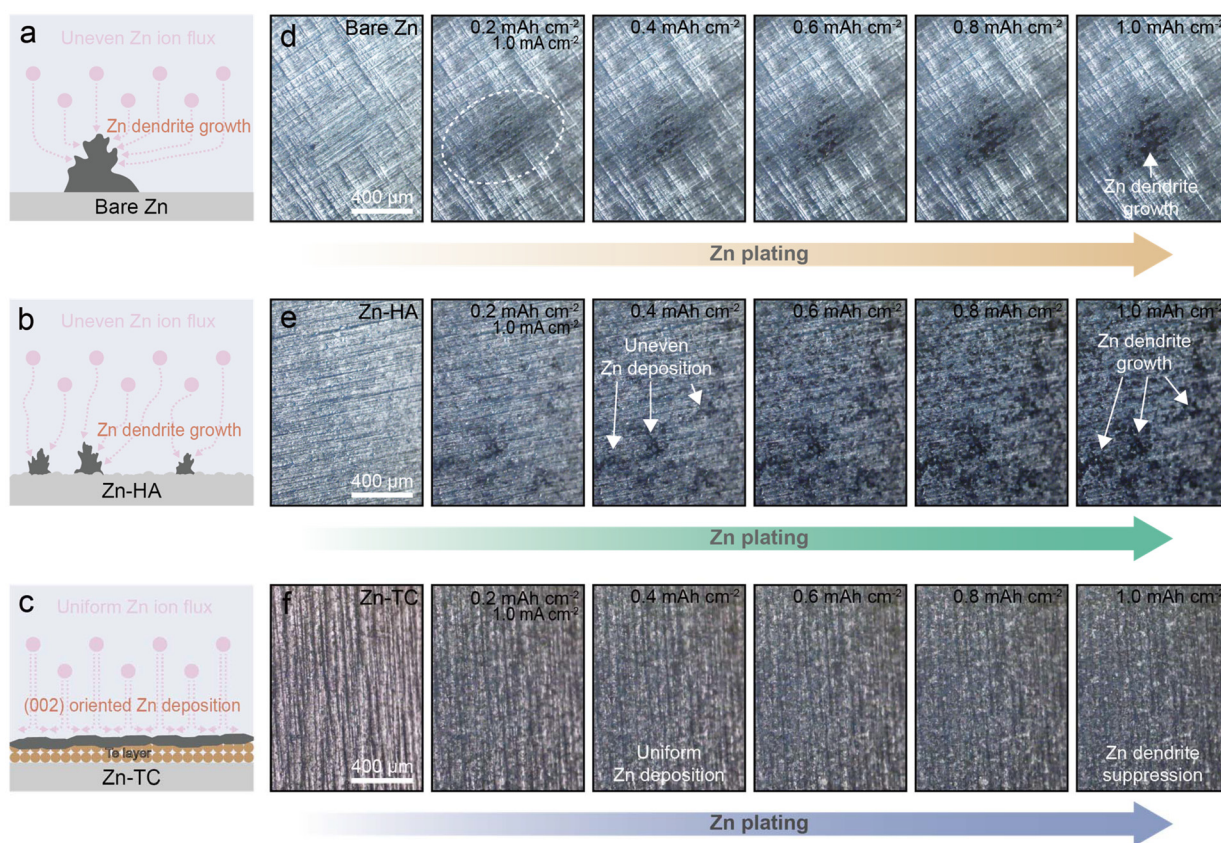 a
Uneven Zn ion flux
Zn dendrite growth
Bare Zn
d
Bare Zn
400 μm
0.2 mAh cm⁻²
1.0 mA cm⁻²
0.4 mAh cm⁻²
0.6 mAh cm⁻²
0.8 mAh cm⁻²
1.0 mAh cm⁻²
Zn dendrite
growth
Zn plating
b
Uneven Zn ion flux
Zn dendrite growth
Zn-HA
e
Zn-HA
400 μm
0.2 mAh cm⁻²
1.0 mA cm⁻²
0.4 mAh cm⁻²
Uneven
Zn deposition
0.6 mAh cm⁻²
0.8 mAh cm⁻²
1.0 mAh cm⁻²
Zn dendrite
growth
Zn plating
c
Uniform Zn ion flux
(002) oriented Zn deposition
Te layer
Zn-TC
f
Zn-TC
400 μm
0.2 mAh cm⁻²
1.0 mA cm⁻²
0.4 mAh cm⁻²
Uniform
Zn deposition
0.6 mAh cm⁻²
0.8 mAh cm⁻²
1.0 mAh cm⁻²
Zn dendrite
suppression
Zn plating